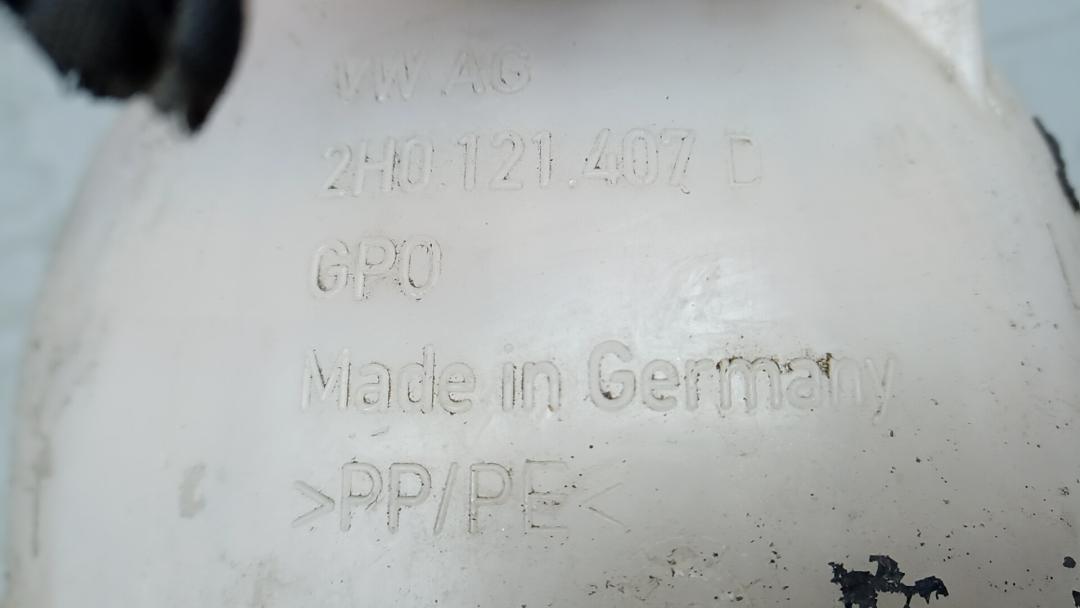 VW AG
2H0.121.407 D
GPO
Made in Germany
>PP/PE<